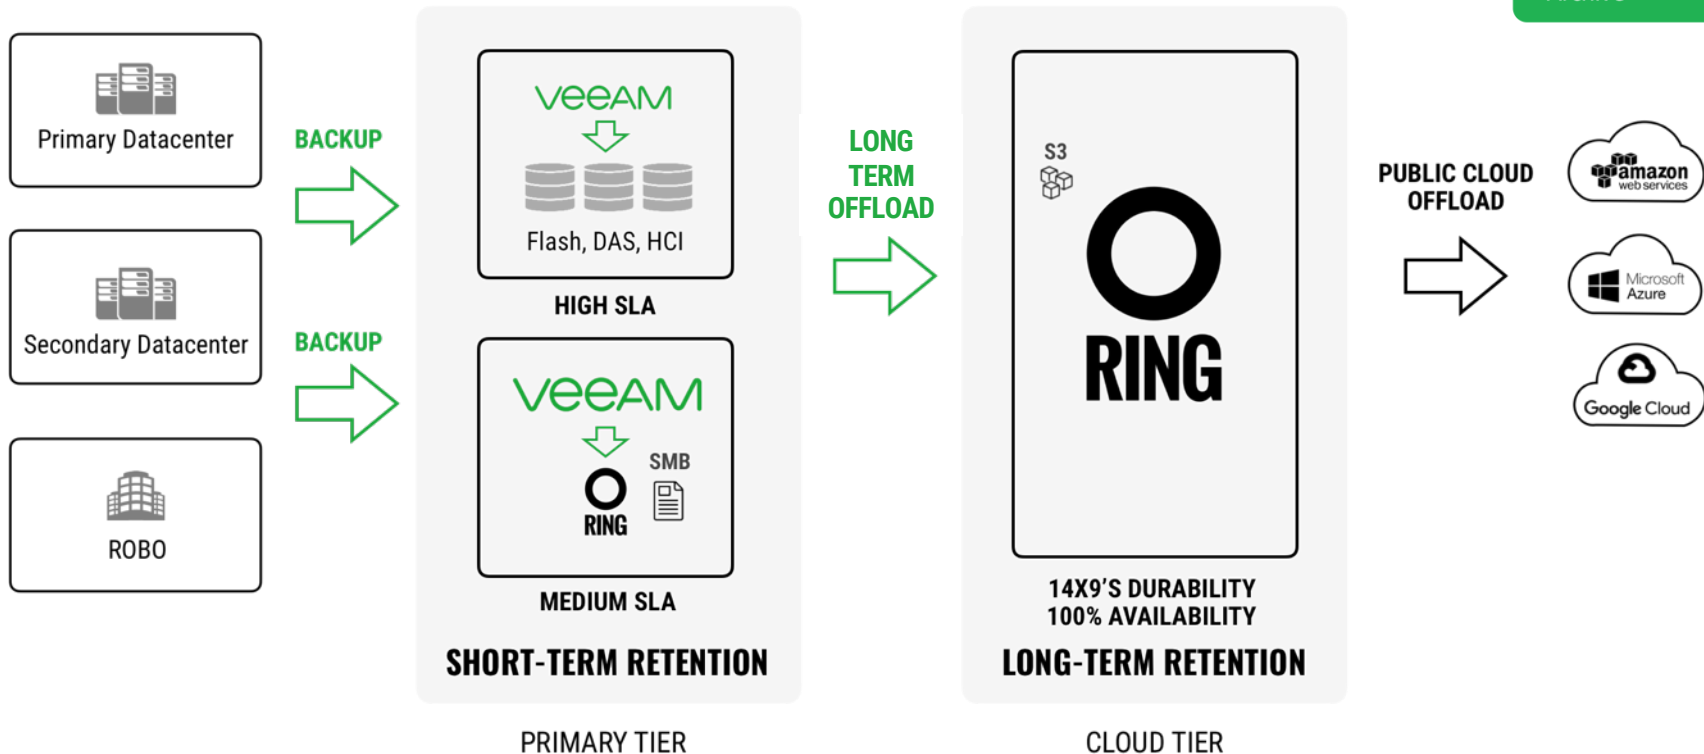 Primary Datacenter
Secondary Datacenter
ROBO
BACKUP
BACKUP
veeAM
Flash, DAS, HCI
HIGH SLA
veeAM
SMB
RING
MEDIUM SLA
SHORT-TERM RETENTION
PRIMARY TIER
LONG
TERM
OFFLOAD
S3
RING
14X9'S DURABILITY
100% AVAILABILITY
LONG-TERM RETENTION
CLOUD TIER
PUBLIC CLOUD
OFFLOAD
amazon
web services
Microsoft
Azure
Google Cloud